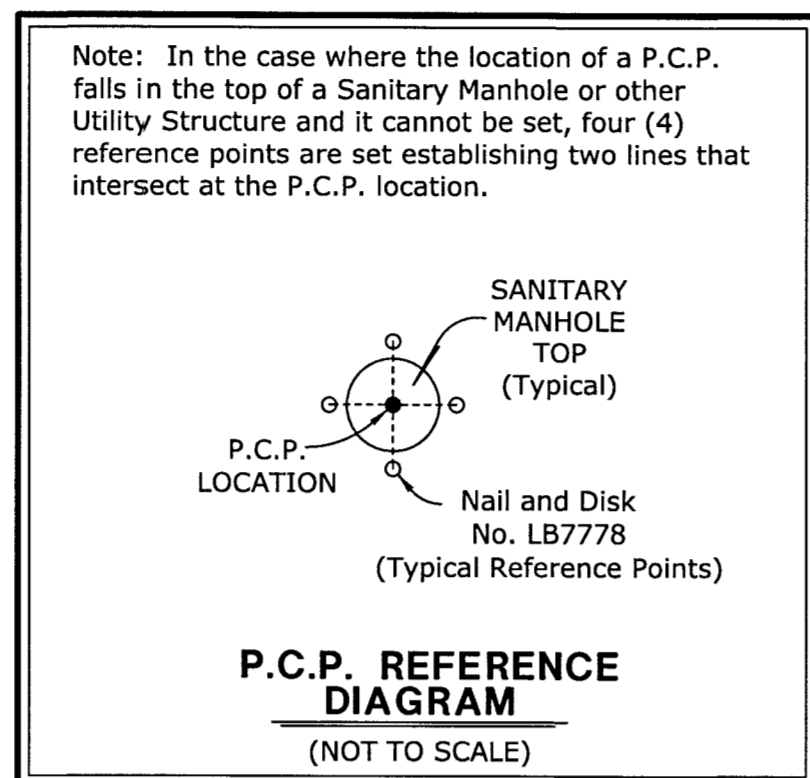 Note: In the case where the location of a P.C.P.
falls in the top of a Sanitary Manhole or other
Utility Structure and it cannot be set, four (4)
reference points are set establishing two lines that
intersect at the P.C.P. location.
SANITARY
MANHOLE
TOP
(Typical)
P.C.P.
LOCATION
Nail and Disk
No. LB7778
(Typical Reference Points)
P.C.P. REFERENCE
DIAGRAM
(NOT TO SCALE)